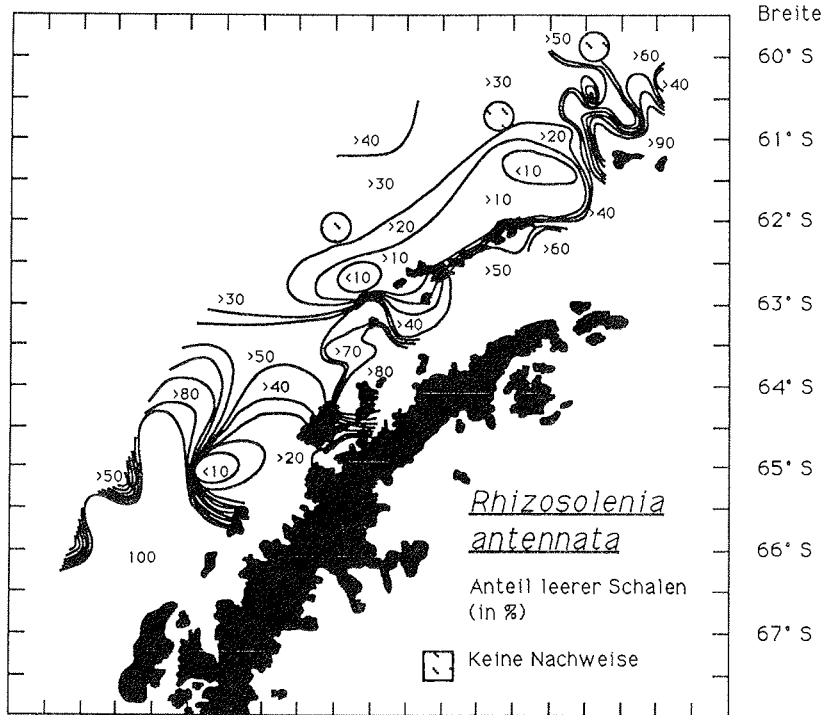 Breite
>50
60° S
>60
>30
>40
>40
>20
61° S
>90
<10
>30
>10
>40
62° S
>20
>60
>10
>50
<10
>30
63° S
>40
>70
>50
>80
64° S
>80
>40
>20
<10
>50
65° S
Rhizosolenia
antennata
100
66° S
Anteil leerer Schalen
(in %)
67° S
Keine Nachweise